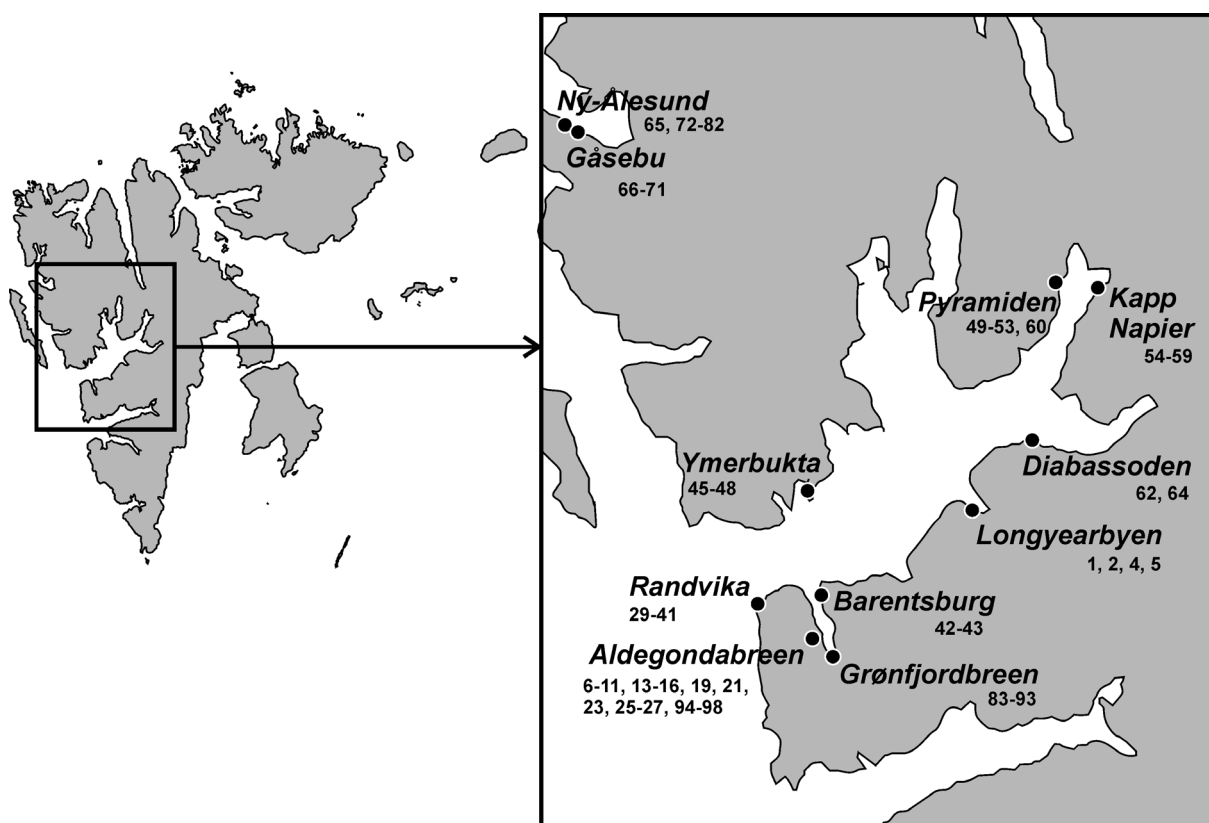 Ny-Ålesund
65, 72-82
Gåsebu
66-71
Pyramiden
49-53, 60
Kapp
Napier
54-59
Ymerbukta
45-48
Diabassoden
62, 64
Longyearbyen
1, 2, 4, 5
Randvika
29-41
Barentsburg
42-43
Aldegondabreen
6-11, 13-16, 19, 21,
23, 25-27, 94-98
Grønfjordbreen
83-93